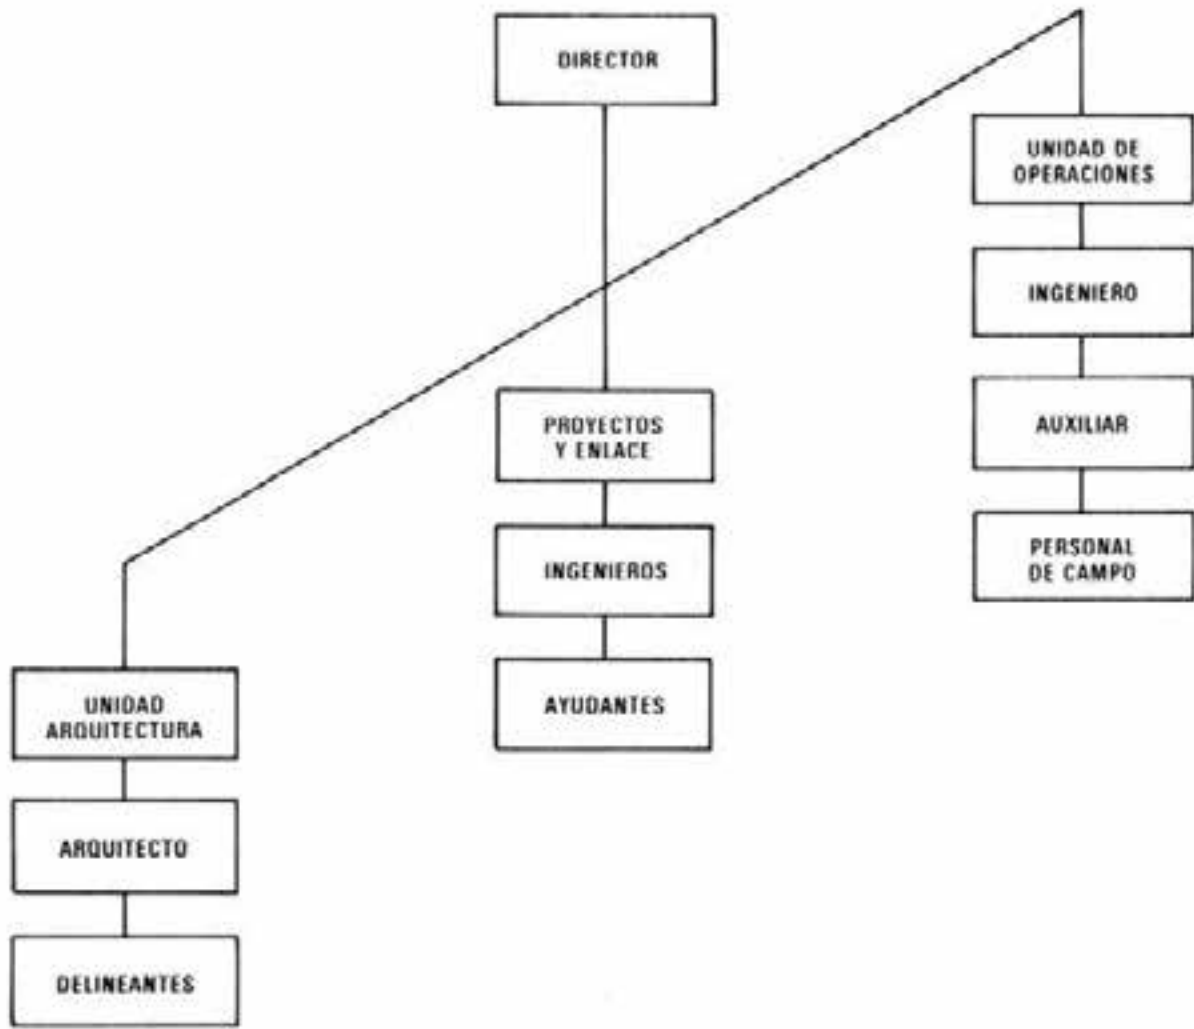 DIRECTOR
UNIDAD DE
OPERACIONES
INGENIERO
AUXILIAR
PERSONAL
DE CAMPO
PROYECTOS
Y ENLACE
INGENIEROS
AYUDANTES
UNIDAD
ARQUITECTURA
ARQUITECTO
DELINEANTES